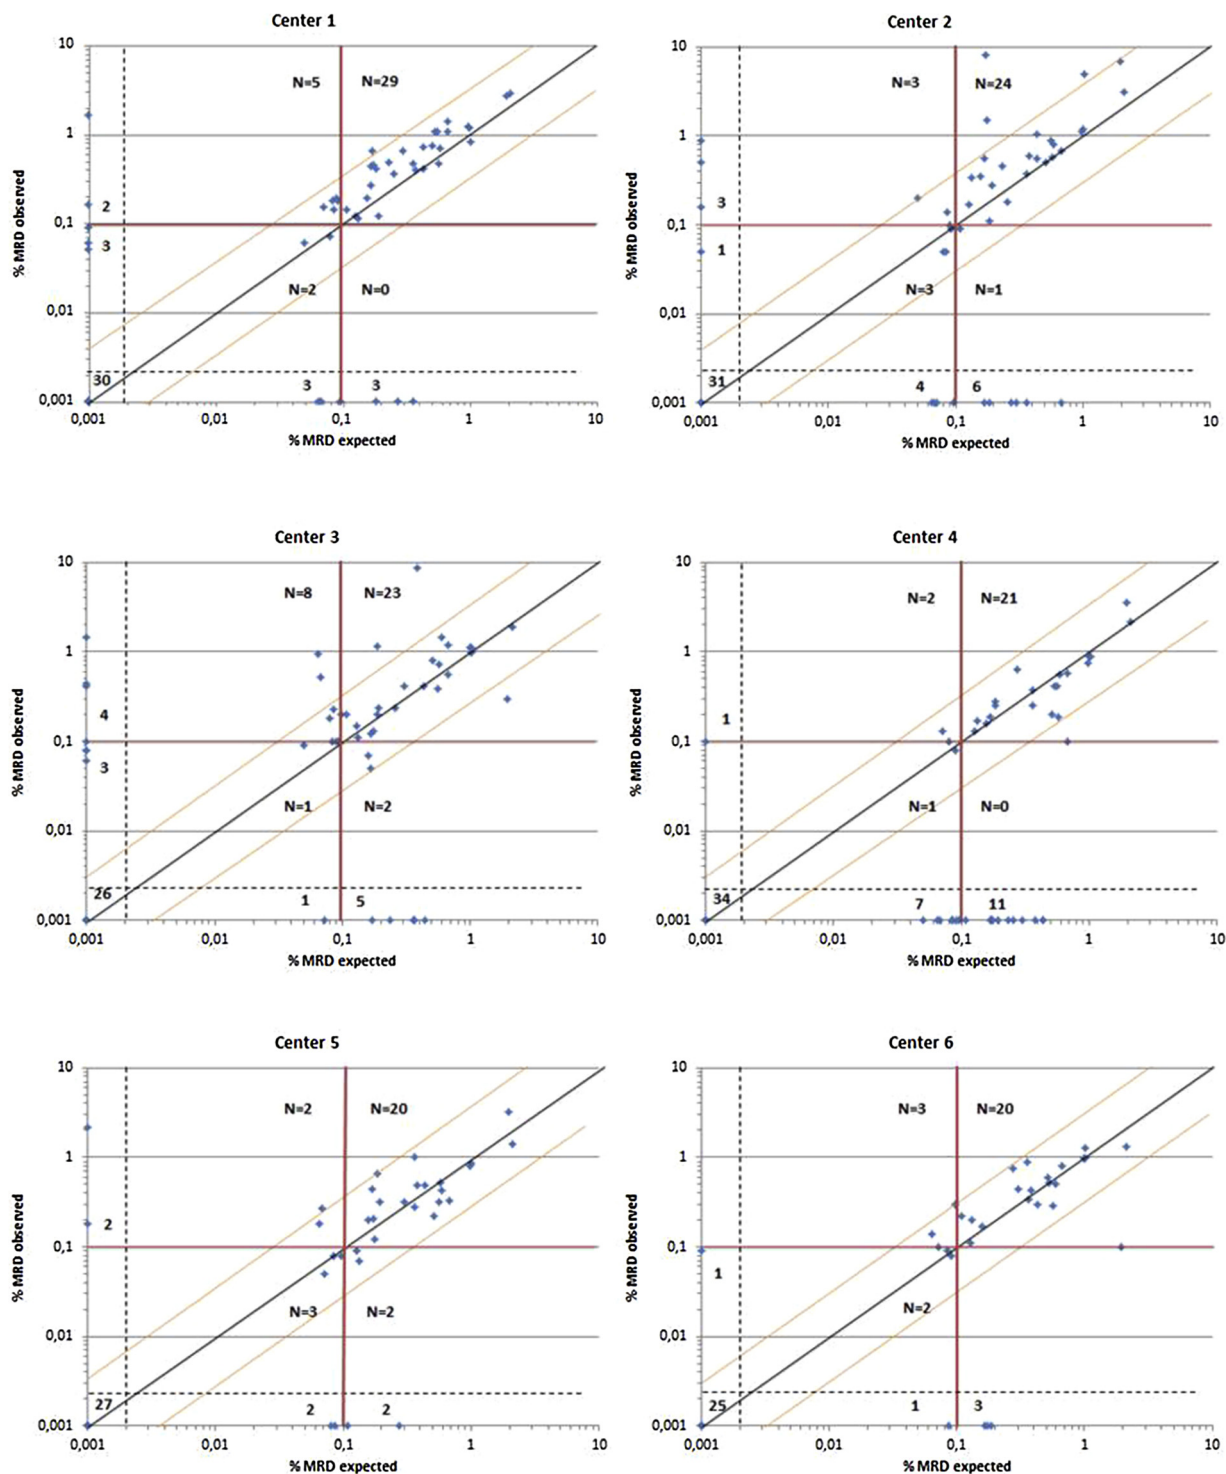 Center 1
% MRD observed
10
1
0,1
0,01
0,001
N=5
N=29
2
3
N=2
N=0
30
3
3
0,001
0,01
0,1
1
10
% MRD expected
Center 2
% MRD observed
10
1
0,1
0,01
0,001
N=3
N=24
3
1
N=3
N=1
31
4
6
0,001
0,01
0,1
1
10
% MRD expected
Center 3
% MRD observed
10
1
0,1
0,01
0,001
N=8
N=23
4
3
N=1
N=2
26
1
5
0,001
0,01
0,1
1
10
% MRD expected
Center 4
% MRD observed
10
1
0,1
0,01
0,001
N=2
N=21
1
N=1
N=0
34
7
11
0,001
0,01
0,1
1
10
% MRD expected
Center 5
% MRD observed
10
1
0,1
0,01
0,001
N=2
N=20
2
N=3
N=2
27
2
2
0,001
0,01
0,1
1
10
% MRD expected
Center 6
% MRD observed
10
1
0,1
0,01
0,001
N=3
N=20
1
N=2
25
1
3
0,001
0,01
0,1
1
10
% MRD expected